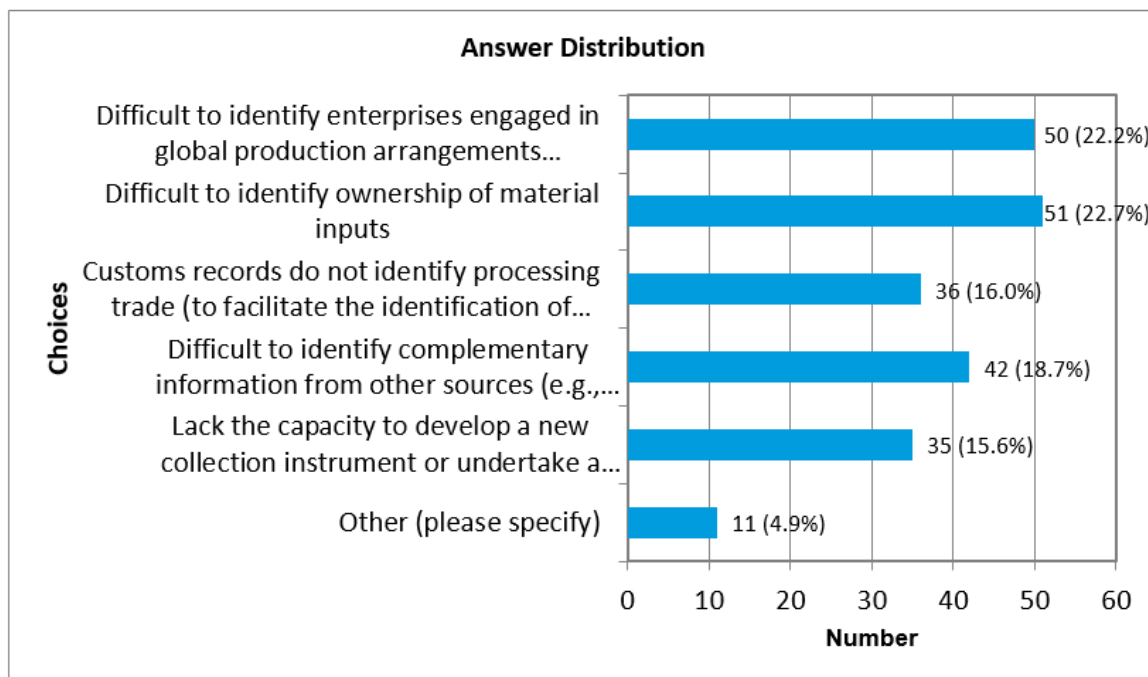 Answer Distribution
Choices
Difficult to identify enterprises engaged in
global production arrangements...
50 (22.2%)
Difficult to identify ownership of material
inputs
51 (22.7%)
Customs records do not identify processing
trade (to facilitate the identification of...
36 (16.0%)
Difficult to identify complementary
information from other sources (e.g.,...
42 (18.7%)
Lack the capacity to develop a new
collection instrument or undertake a...
35 (15.6%)
Other (please specify)
11 (4.9%)
0 10 20 30 40 50 60
Number